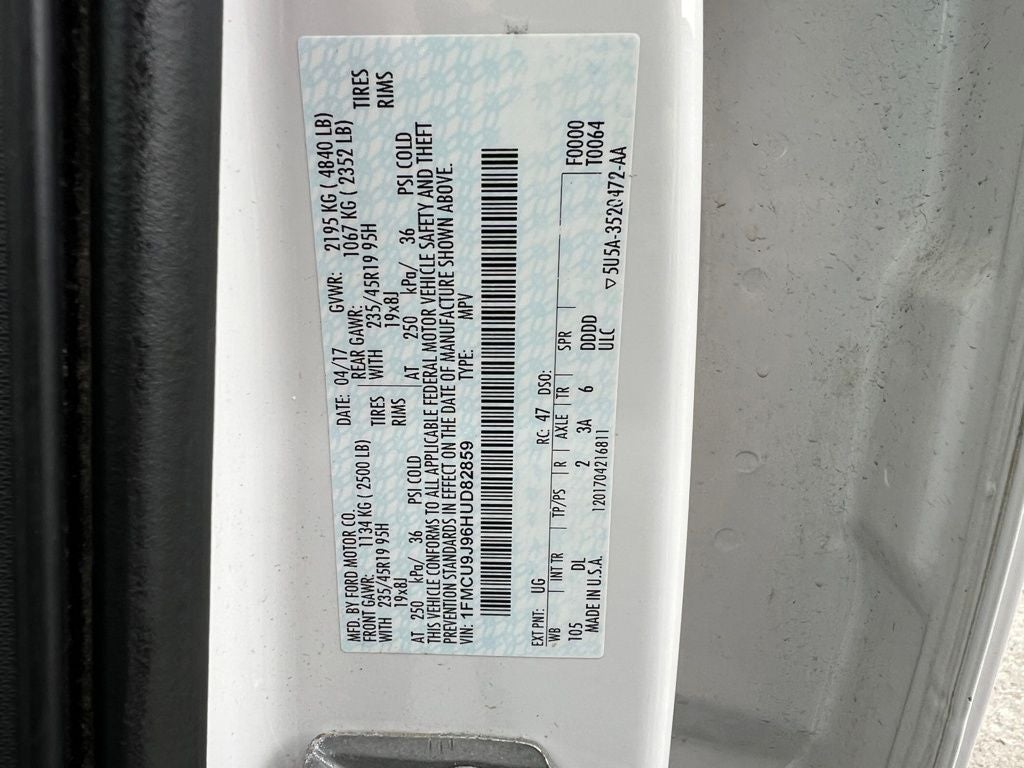 MFD. BY FORD MOTOR CO. DATE: 04/17 GVWR: 2195 KG ( 4840 LB)
FRONT GAWR: 1134 KG ( 2500 LB) REAR GAWR: 1067 KG ( 2352 LB)
WITH 235/45R19 95H TIRES WITH 235/45R19 95H TIRES
19x8J RIMS 19x8J RIMS
AT 250 kPa/ 36 PSI COLD AT 250 kPa/ 36 PSI COLD
THIS VEHICLE CONFORMS TO ALL APPLICABLE FEDERAL MOTOR VEHICLE SAFETY AND THEFT
PREVENTION STANDARDS IN EFFECT ON THE DATE OF MANUFACTURE SHOWN ABOVE.
VIN: 1FMCU9J96HUD82859 TYPE: MPV
EXT PNT: UG RC: 47 DSO: F0000
WB INT TR TP/PS R AXLE TR SPR T0064
105 DL 2 3A 6 DDDD
MADE IN U.S.A. 1201704216811 ULC
▽5U5A-3520472-AA